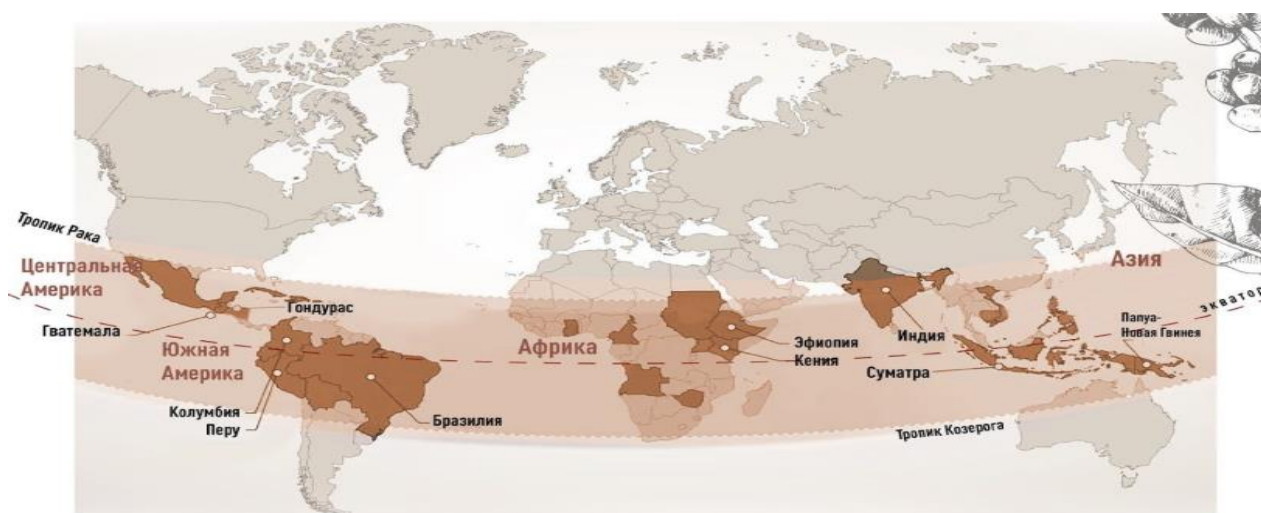 Тропик Рака
Центральная
Америка
Гондурас
Гватемала
Южная
Америка
Колумбия
Перу
Бразилия
Африка
Эфиопия
Кения
Индия
Суматра
Азия
экватор
Папуа-
Новая Гвинея
Тропик Козерога